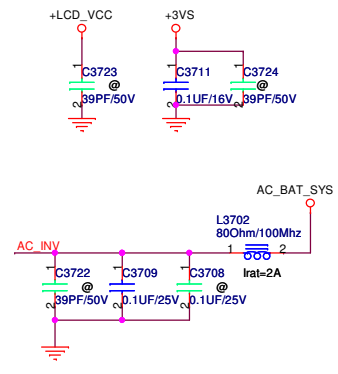 +LCD_VCC
+3VS
1
1
1
C3723
C3711
C3724
@
@
39PF/50V
0.1UF/16V
39PF/50V
2
2
2
AC_BAT_SYS
L3702
80Ohm/100Mhz
AC_INV
1
2
1
1
1
C3722
C3709
C3708
Irat=2A
@
@
39PF/50V
0.1UF/25V
0.1UF/25V
2
2
2